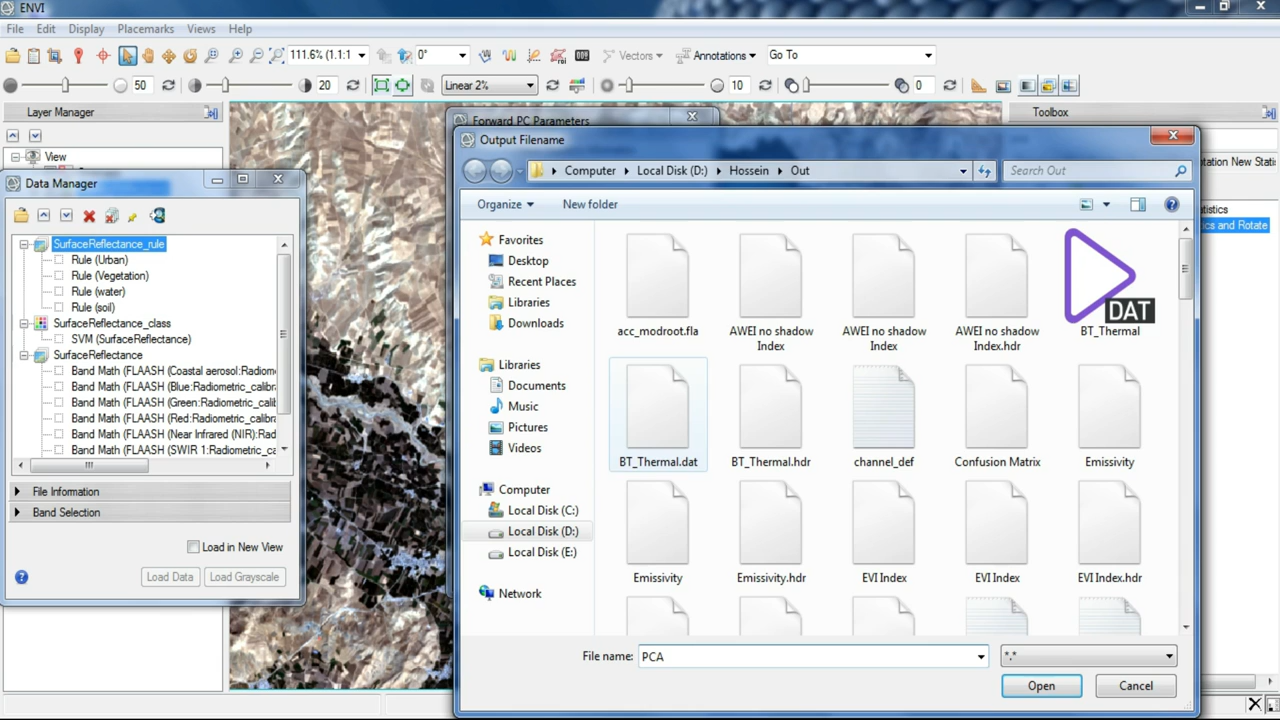 ENVI
File Edit Display Placemarks Views Help
111.6% (1.1:1 0° Vectors Annotations Go To
50 20 Linear 2% 10 0
Layer Manager
View
Toolbox
Data Manager
SurfaceReflectance_rule
Rule (Urban)
Rule (Vegetation)
Rule (water)
Rule (soil)
SurfaceReflectance_class
SVM (SurfaceReflectance)
SurfaceReflectance
Band Math (FLAASH (Coastal aerosol:Radiom
Band Math (FLAASH (Blue:Radiometric_calibra
Band Math (FLAASH (Green:Radiometric_calib
Band Math (FLAASH (Red:Radiometric_calibra
Band Math (FLAASH (Near Infrared (NIR):Rad
Band Math (FLAASH (SWIR 1:Radiometric_ca
File Information
Band Selection
Load in New View
Load Data Load Grayscale
Forward PC Parameters
Output Filename
Computer Local Disk (D:) Hossein Out
Search Out
Organize New folder
Favorites
Desktop
Recent Places
Libraries
Downloads
Libraries
Documents
Music
Pictures
Videos
Computer
Local Disk (C:)
Local Disk (D:)
Local Disk (E:)
Network
DAT
acc_modroot.fla AWEI no shadow Index AWEI no shadow Index AWEI no shadow Index.hdr BT_Thermal
BT_Thermal.dat BT_Thermal.hdr channel_def Confusion Matrix Emissivity
Emissivity Emissivity.hdr EVI Index EVI Index EVI Index.hdr
File name: PCA *.*
Open Cancel
tation New Stati
tistics
cs and Rotate